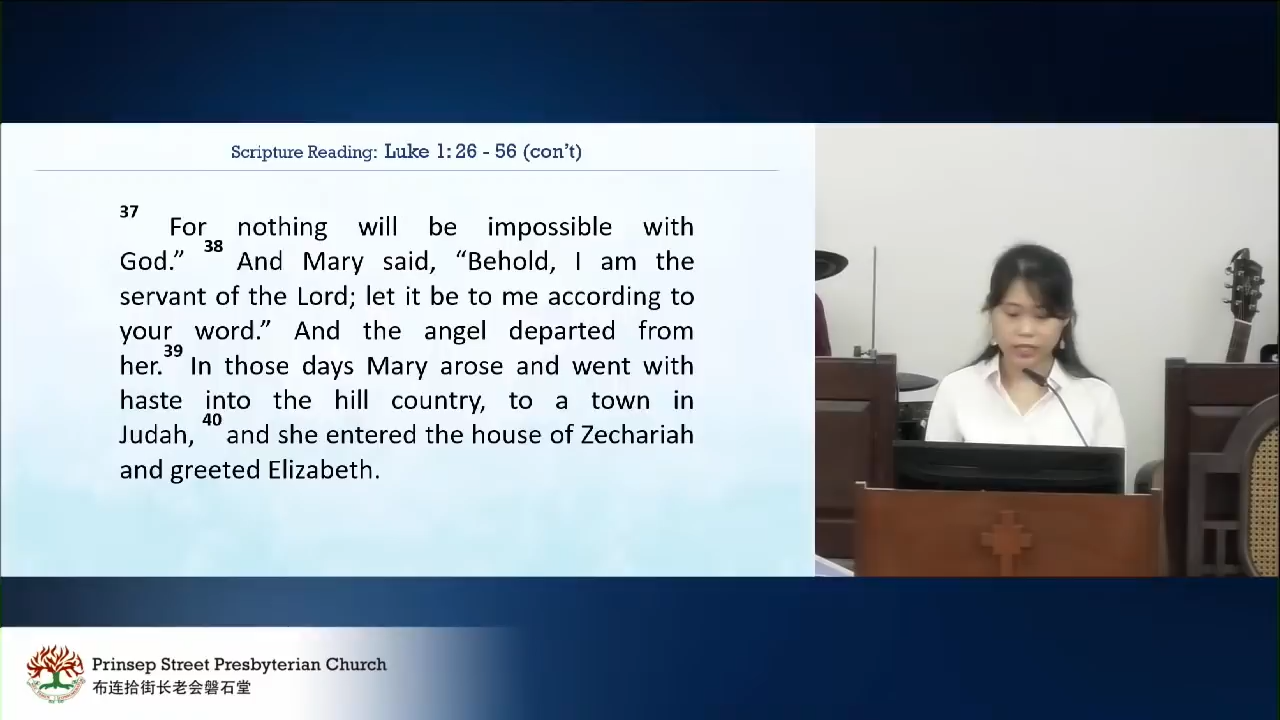 Scripture Reading: Luke 1: 26 - 56 (con't)
37 For nothing will be impossible with
God.” 38 And Mary said, “Behold, I am the
servant of the Lord; let it be to me according to
your word.” And the angel departed from
her.39 In those days Mary arose and went with
haste into the hill country, to a town in
Judah, 40 and she entered the house of Zechariah
and greeted Elizabeth.
Prinsep Street Presbyterian Church
布连拾街长老会磐石堂